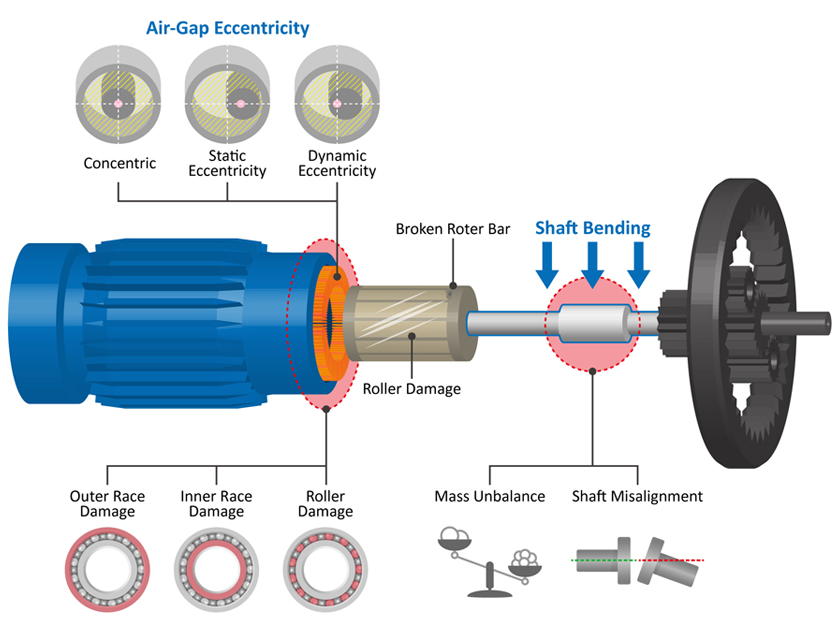 Air-Gap Eccentricity
Concentric
Static
Eccentricity
Dynamic
Eccentricity
Broken Roter Bar
Shaft Bending
Roller Damage
Outer Race
Damage
Inner Race
Damage
Roller
Damage
Mass Unbalance
Shaft Misalignment